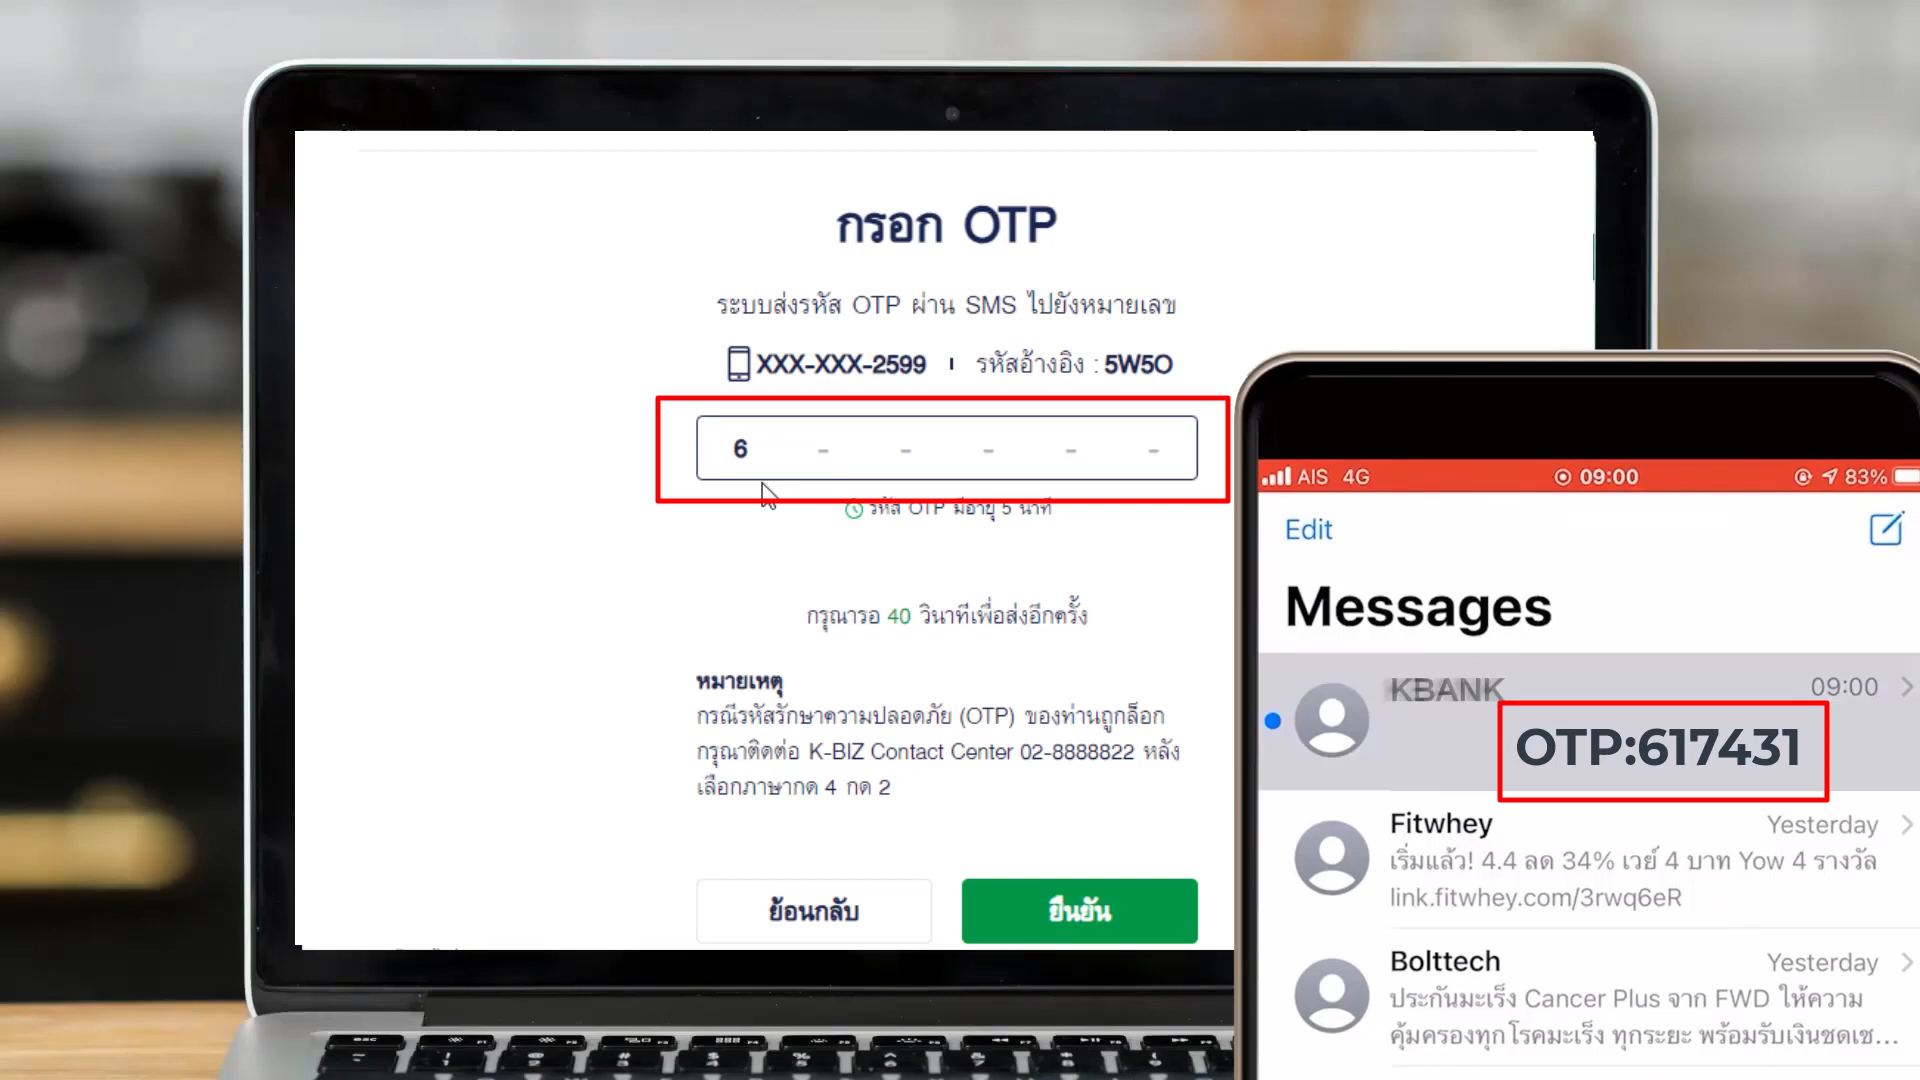 กรอก OTP
ระบบส่งรหัส OTP ผ่าน SMS ไปยังหมายเลข
XXX-XXX-2599 | รหัสอ้างอิง : 5W5O
6 - - - - -
รหัส OTP มีอายุ 5 นาที
กรุณารอ 40 วินาทีเพื่อส่งอีกครั้ง
หมายเหตุ
กรณีรหัสรักษาความปลอดภัย (OTP) ของท่านถูกล็อก
กรุณาติดต่อ K-BIZ Contact Center 02-8888822 หลัง
เลือกภาษากด 4 กด 2
ย้อนกลับ
ยืนยัน
AIS 4G
09:00
83%
Edit
Messages
KBANK
09:00
OTP:617431
Fitwhey
Yesterday
เริ่มแล้ว! 4.4 ลด 34% เวย์ 4 บาท Yow 4 รางวัล
link.fitwhey.com/3rwq6eR
Bolttech
Yesterday
ประกันมะเร็ง Cancer Plus จาก FWD ให้ความ
คุ้มครองทุกโรคมะเร็ง ทุกระยะ พร้อมรับเงินชดเช...